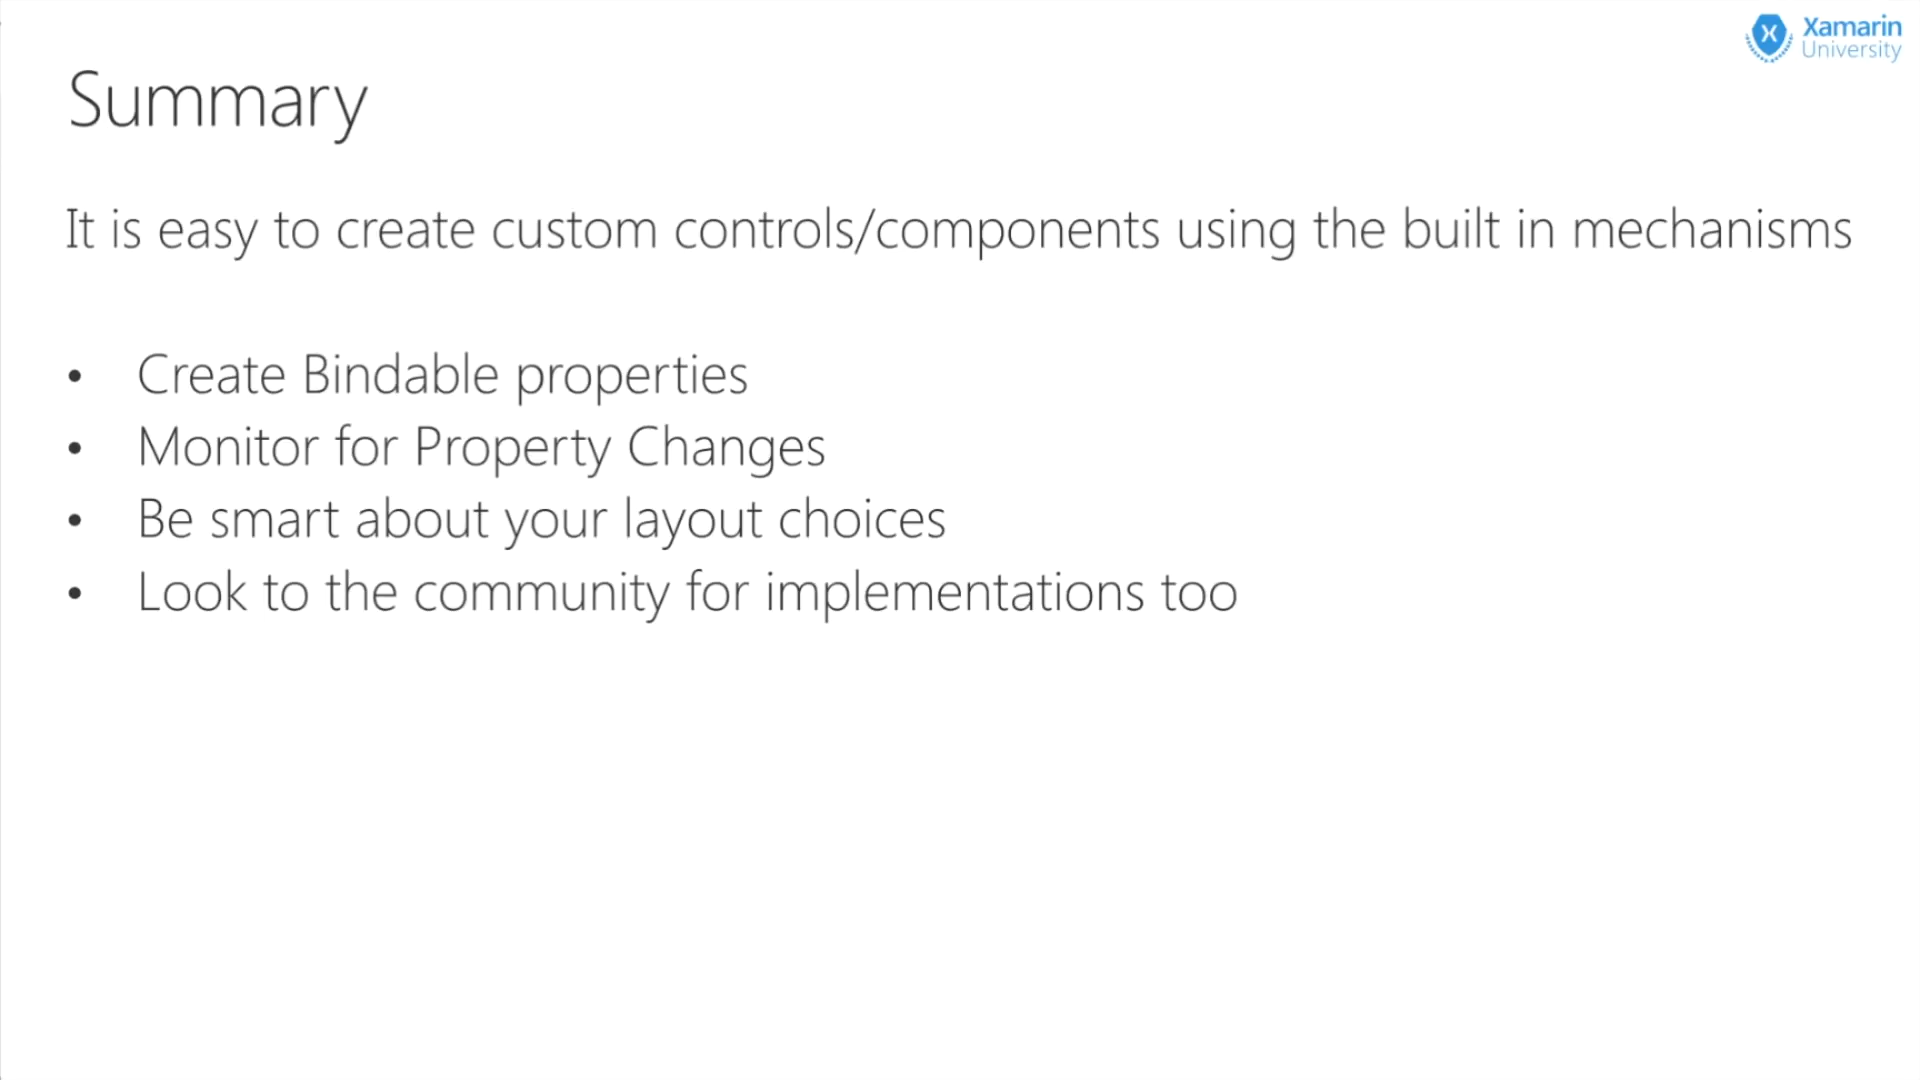 Xamarin
University
Summary
It is easy to create custom controls/components using the built in mechanisms
• Create Bindable properties
• Monitor for Property Changes
• Be smart about your layout choices
• Look to the community for implementations too